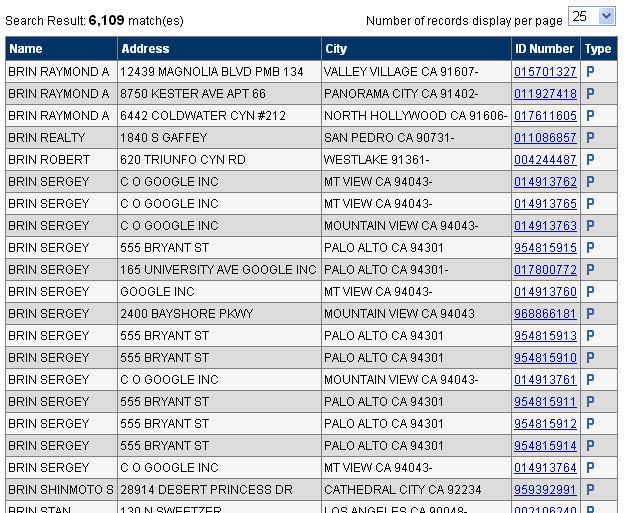 Search Result: 6,109 match(es) Number of records display per page 25
Name Address City ID Number Type
BRIN RAYMOND A 12439 MAGNOLIA BLVD PMB 134 VALLEY VILLAGE CA 91607- 015701327 P
BRIN RAYMOND A 8750 KESTER AVE APT 66 PANORAMA CITY CA 91402- 011927418 P
BRIN RAYMOND A 6442 COLDWATER CYN #212 NORTH HOLLYWOOD CA 91606- 017611605 P
BRIN REALTY 1840 S GAFFEY SAN PEDRO CA 90731- 011086857 P
BRIN ROBERT 620 TRIUNFO CYN RD WESTLAKE 91361- 004244487 P
BRIN SERGEY C O GOOGLE INC MT VIEW CA 94043- 014913762 P
BRIN SERGEY C O GOOGLE INC MT VIEW CA 94043- 014913765 P
BRIN SERGEY C O GOOGLE INC MOUNTAIN VIEW CA 94043- 014913763 P
BRIN SERGEY 555 BRYANT ST PALO ALTO CA 94301 954815915 P
BRIN SERGEY 165 UNIVERSITY AVE GOOGLE INC PALO ALTO CA 94301- 017800772 P
BRIN SERGEY GOOGLE INC MT VIEW CA 94043- 014913760 P
BRIN SERGEY 2400 BAYSHORE PKWY MOUNTAIN VIEW CA 94043 968866181 P
BRIN SERGEY 555 BRYANT ST PALO ALTO CA 94301 954815913 P
BRIN SERGEY 555 BRYANT ST PALO ALTO CA 94301 954815910 P
BRIN SERGEY C O GOOGLE INC MOUNTAIN VIEW CA 94043- 014913761 P
BRIN SERGEY 555 BRYANT ST PALO ALTO CA 94301 954815911 P
BRIN SERGEY 555 BRYANT ST PALO ALTO CA 94301 954815912 P
BRIN SERGEY 555 BRYANT ST PALO ALTO CA 94301 954815914 P
BRIN SERGEY C O GOOGLE INC MT VIEW CA 94043- 014913764 P
BRIN SHINMOTO S 28914 DESERT PRINCESS DR CATHEDRAL CITY CA 92234 959392991 P
BRIN STAN 130 N SWEETZER LOS ANGELES CA 90048- 002106240 P